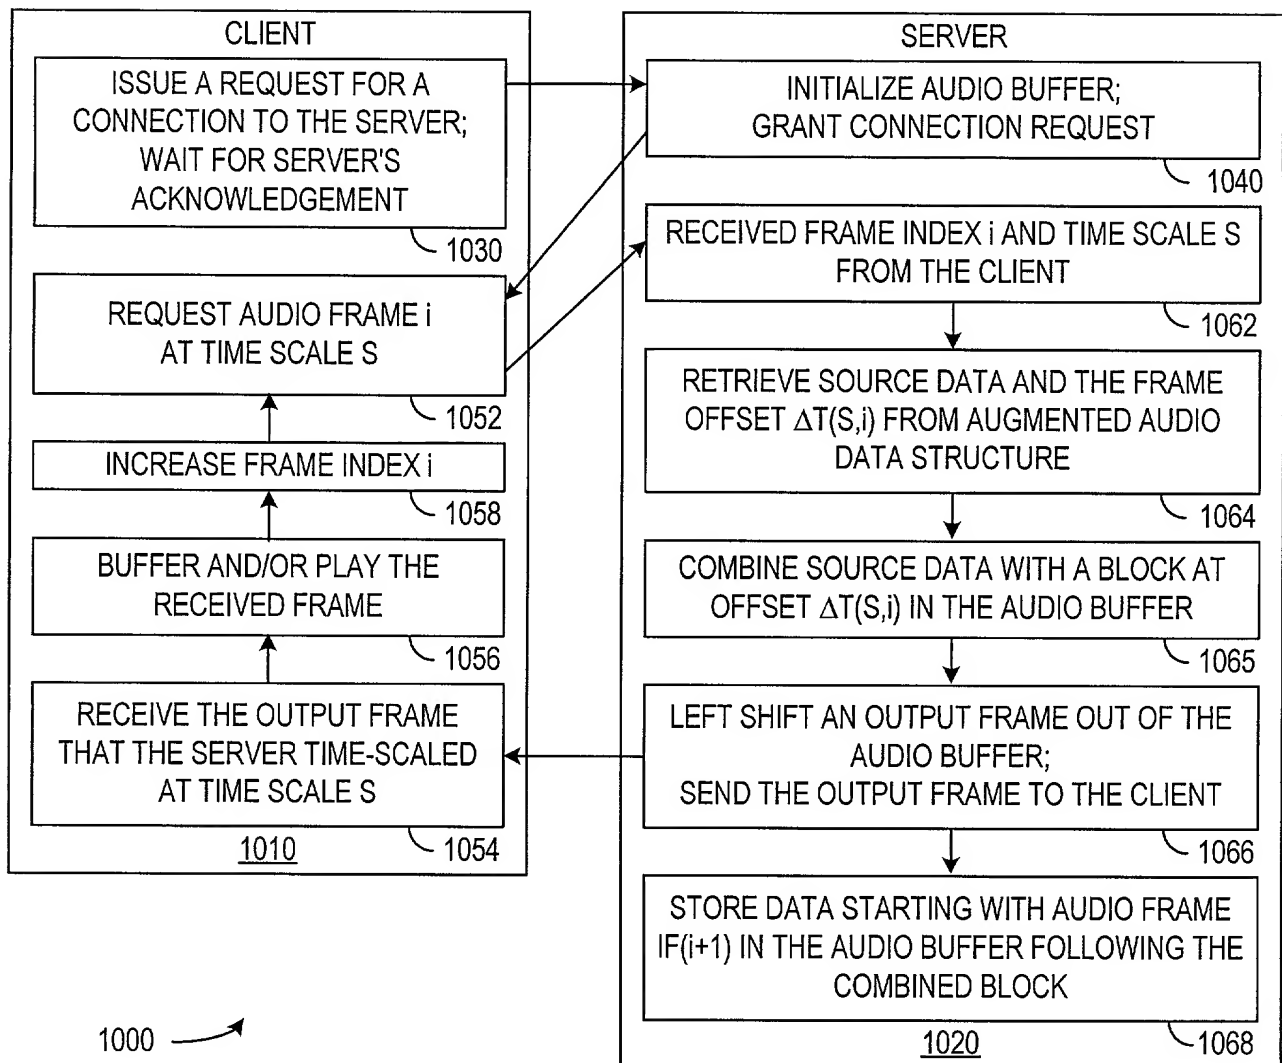 CLIENT
ISSUE A REQUEST FOR A
CONNECTION TO THE SERVER;
WAIT FOR SERVER'S
ACKNOWLEDGEMENT
1030
REQUEST AUDIO FRAME i
AT TIME SCALE S
1052
INCREASE FRAME INDEX i
1058
BUFFER AND/OR PLAY THE
RECEIVED FRAME
1056
RECEIVE THE OUTPUT FRAME
THAT THE SERVER TIME-SCALED
AT TIME SCALE S
1054
1010
SERVER
INITIALIZE AUDIO BUFFER;
GRANT CONNECTION REQUEST
1040
RECEIVED FRAME INDEX i AND TIME SCALE S
FROM THE CLIENT
1062
RETRIEVE SOURCE DATA AND THE FRAME
OFFSET ΔT(S,i) FROM AUGMENTED AUDIO
DATA STRUCTURE
1064
COMBINE SOURCE DATA WITH A BLOCK AT
OFFSET ΔT(S,i) IN THE AUDIO BUFFER
1065
LEFT SHIFT AN OUTPUT FRAME OUT OF THE
AUDIO BUFFER;
SEND THE OUTPUT FRAME TO THE CLIENT
1066
STORE DATA STARTING WITH AUDIO FRAME
IF(i+1) IN THE AUDIO BUFFER FOLLOWING THE
COMBINED BLOCK
1068
1020
1000